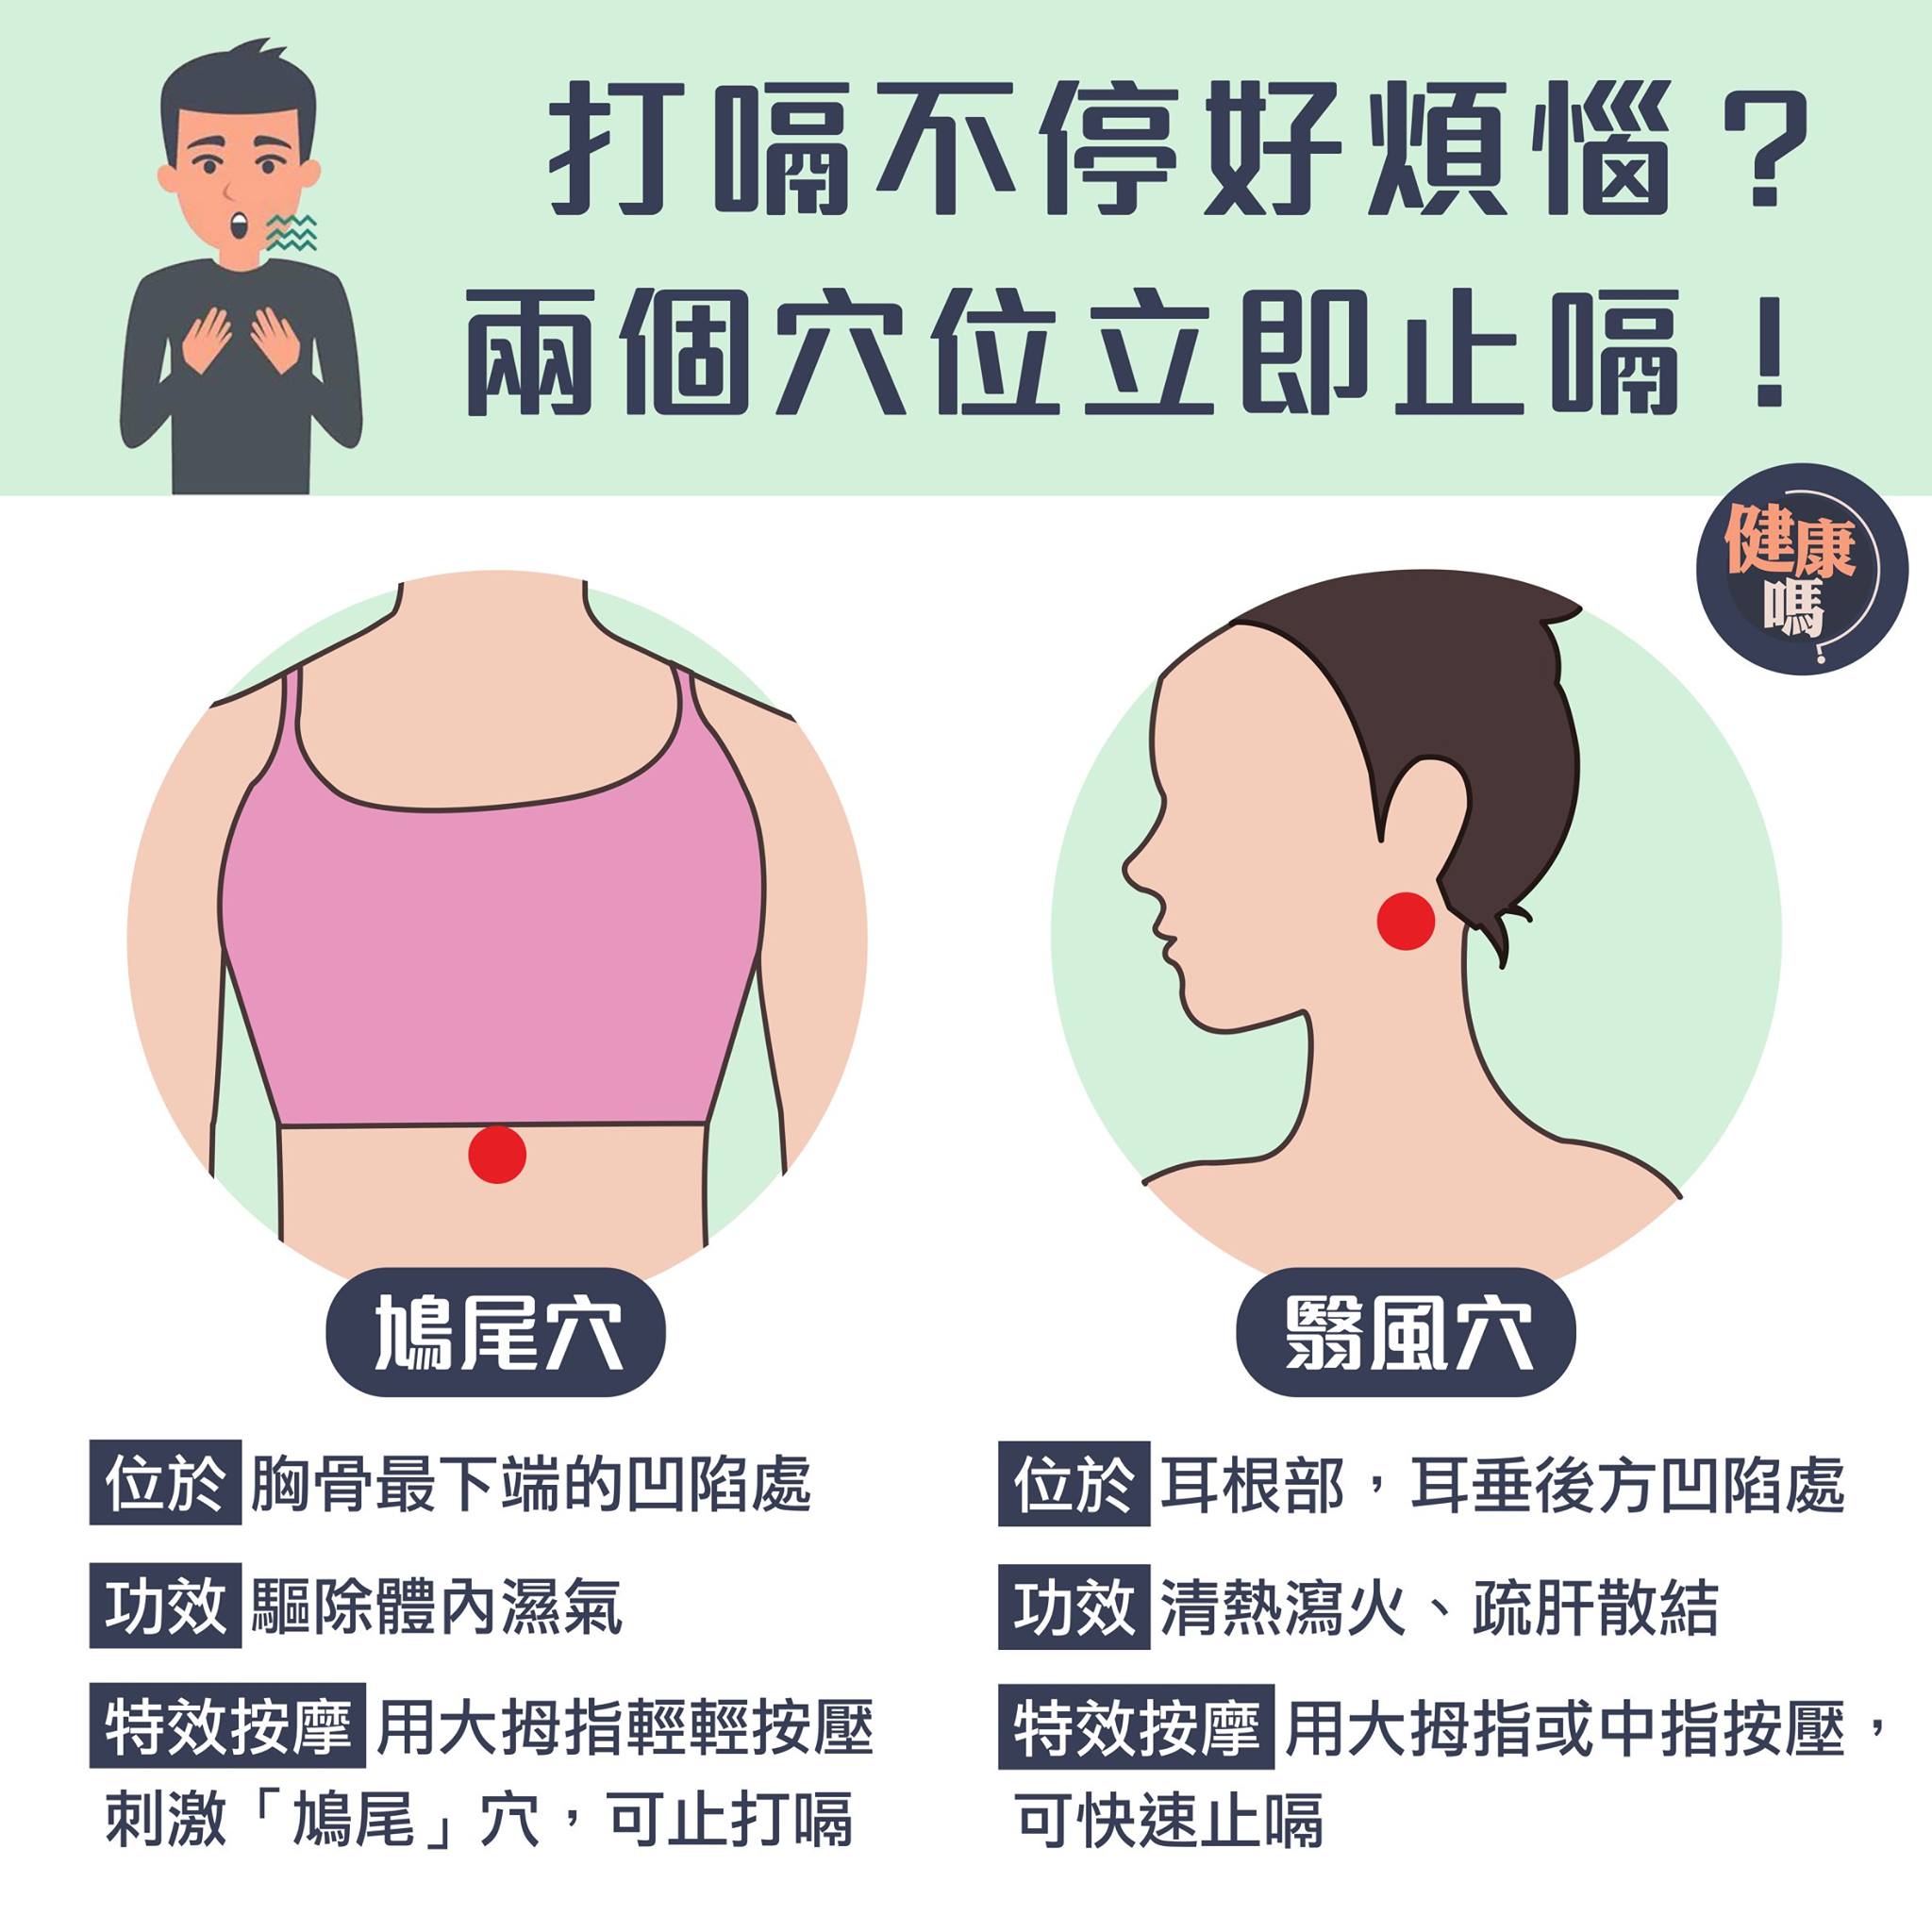 打嗝不停好煩惱？
兩個穴位立即止嗝！
健康
嗎
?
鳩尾穴
位於 胸骨最下端的凹陷處
功效 驅除體內濕氣
特效按摩 用大拇指輕輕按壓
刺激「鳩尾」穴，可止打嗝
翳風穴
位於 耳根部，耳垂後方凹陷處
功效 清熱瀉火、疏肝散結
特效按摩 用大拇指或中指按壓，
可快速止嗝